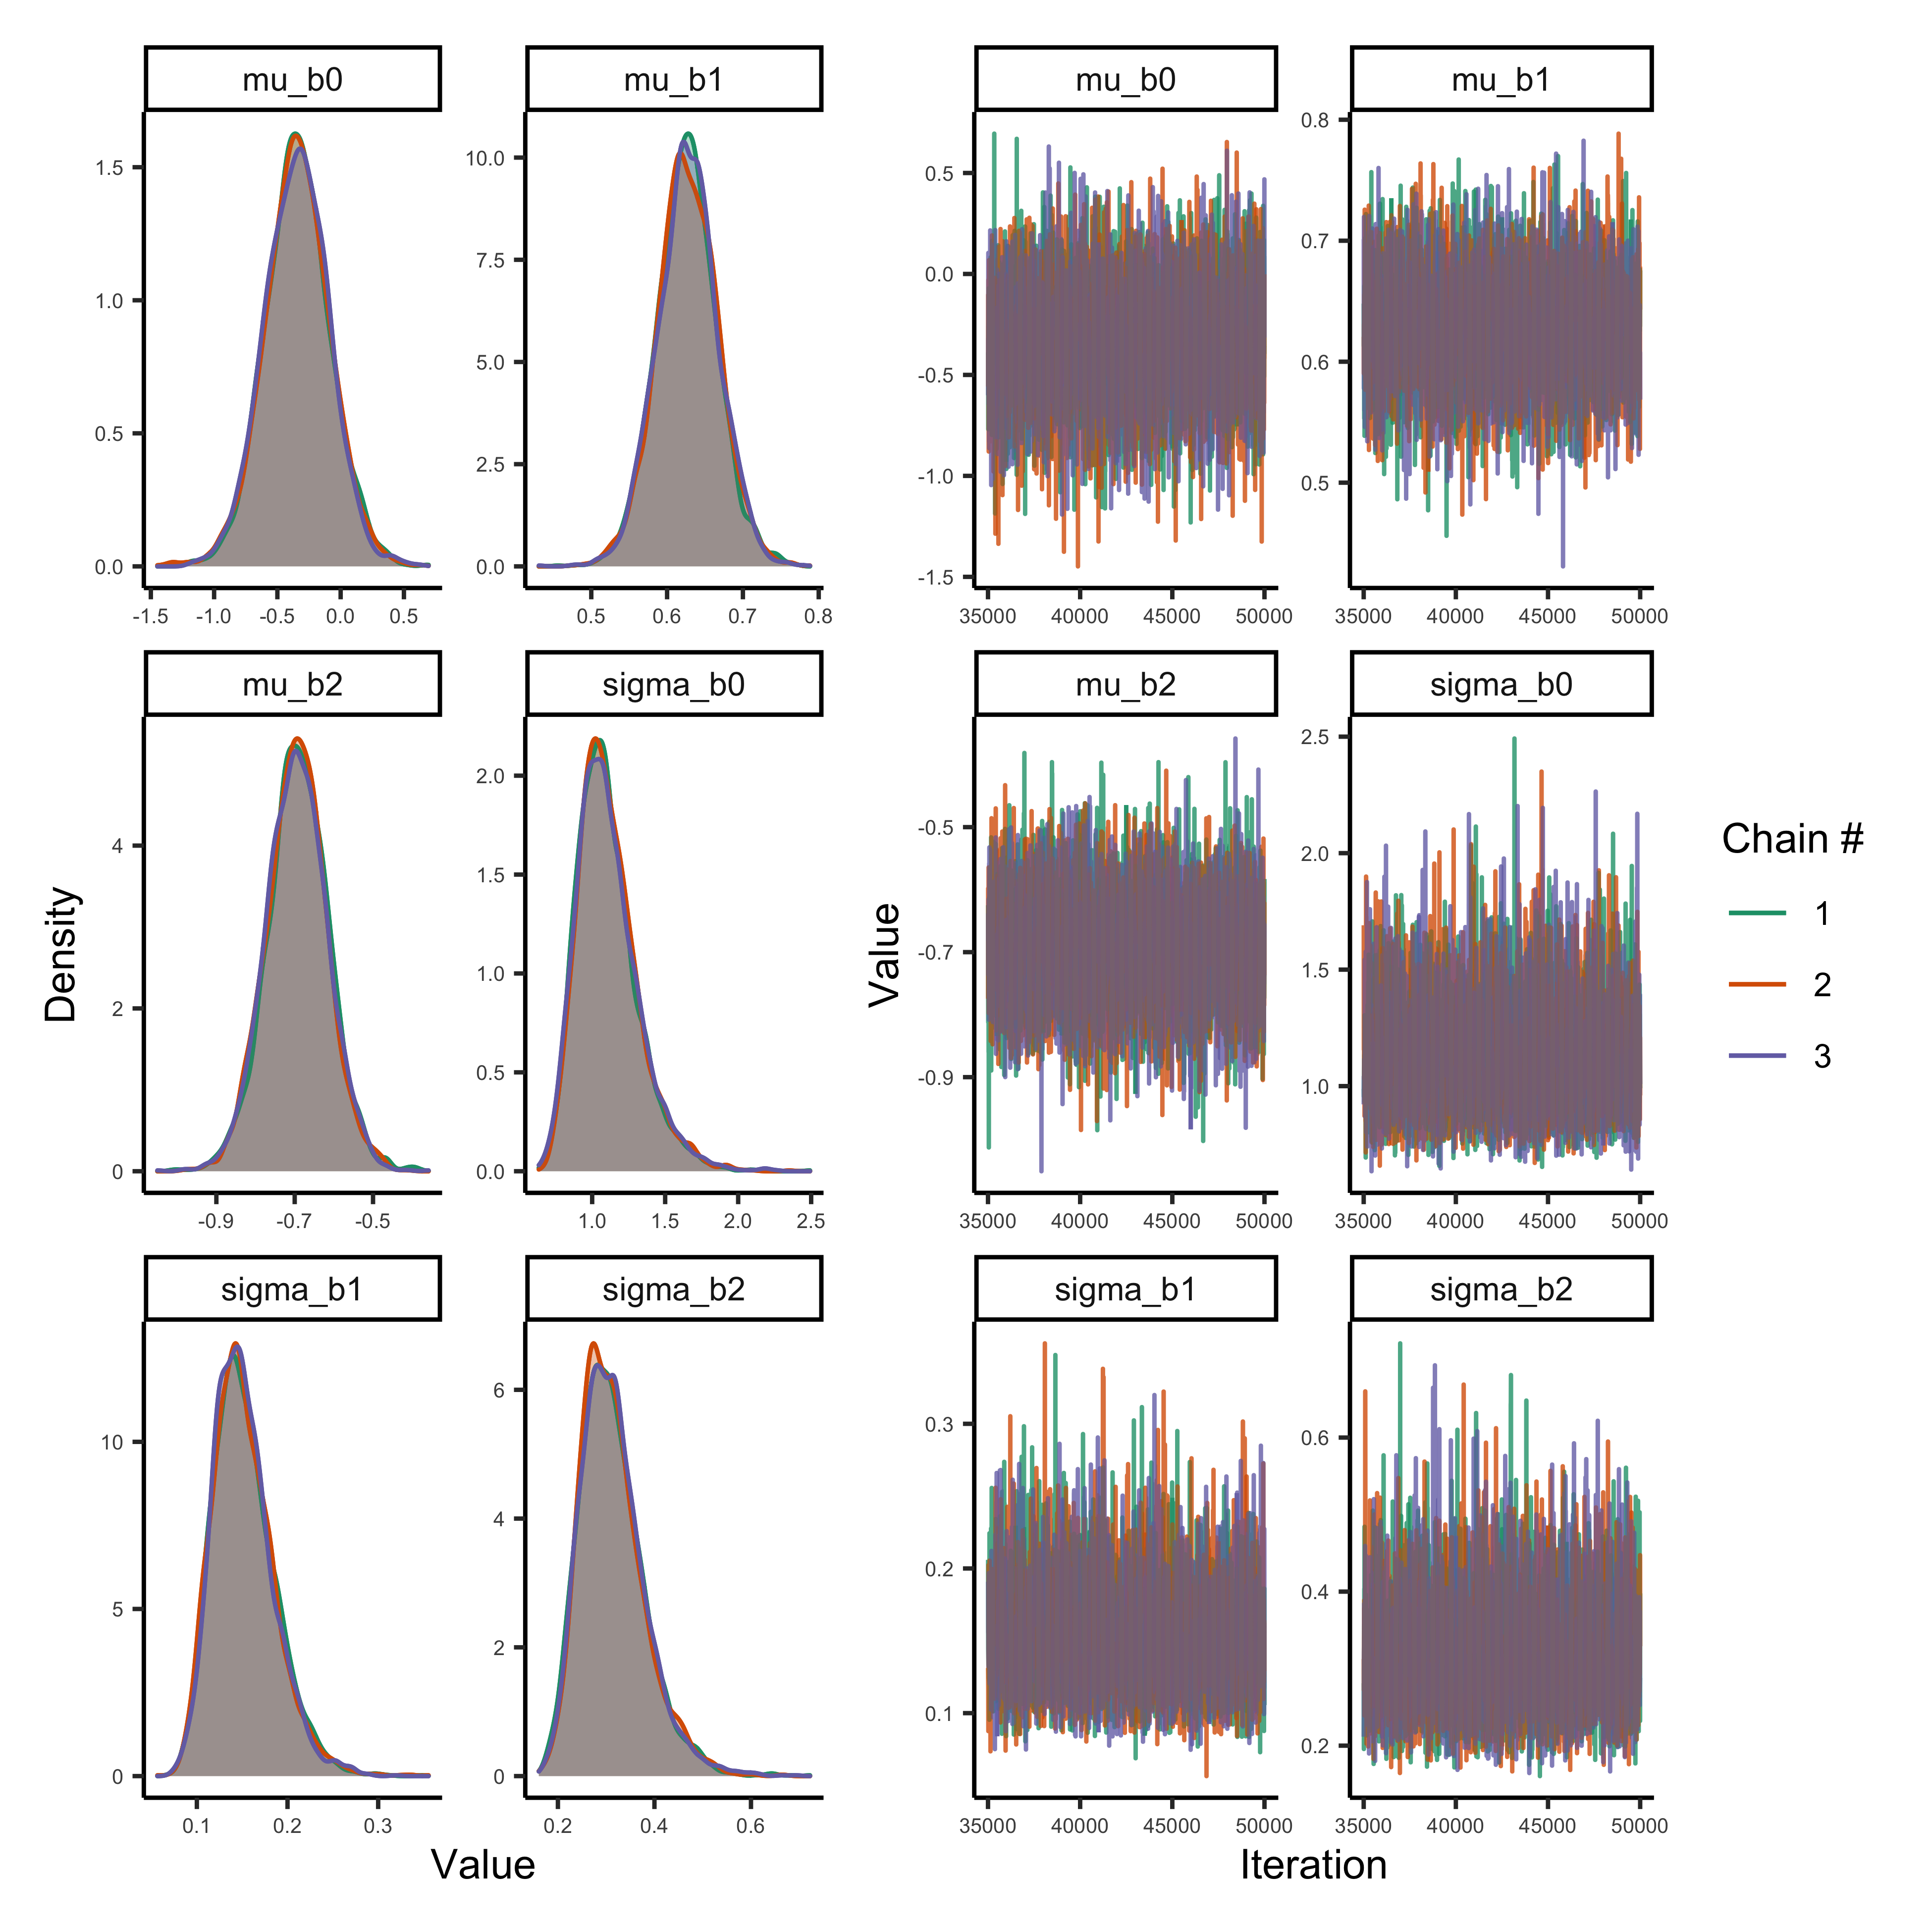 mu_b0 mu_b1 mu_b0 mu_b1
1.5 1.0 0.5 0.0
-1.5 -1.0 -0.5 0.0 0.5
10.0 7.5 5.0 2.5 0.0
0.5 0.6 0.7 0.8
0.5 0.0 -0.5 -1.0 -1.5
35000 40000 45000 50000
0.8 0.7 0.6 0.5
35000 40000 45000 50000
mu_b2 sigma_b0 mu_b2 sigma_b0
4 2 0
-0.9 -0.7 -0.5
2.0 1.5 1.0 0.5 0.0
1.0 1.5 2.0 2.5
-0.5 -0.7 -0.9
35000 40000 45000 50000
2.5 2.0 1.5 1.0
35000 40000 45000 50000
sigma_b1 sigma_b2 sigma_b1 sigma_b2
10 5 0
0.1 0.2 0.3
6 4 2 0
0.2 0.4 0.6
0.3 0.2 0.1
35000 40000 45000 50000
0.6 0.4 0.2
35000 40000 45000 50000
Density
Value
Value
Iteration
Chain #
1
2
3